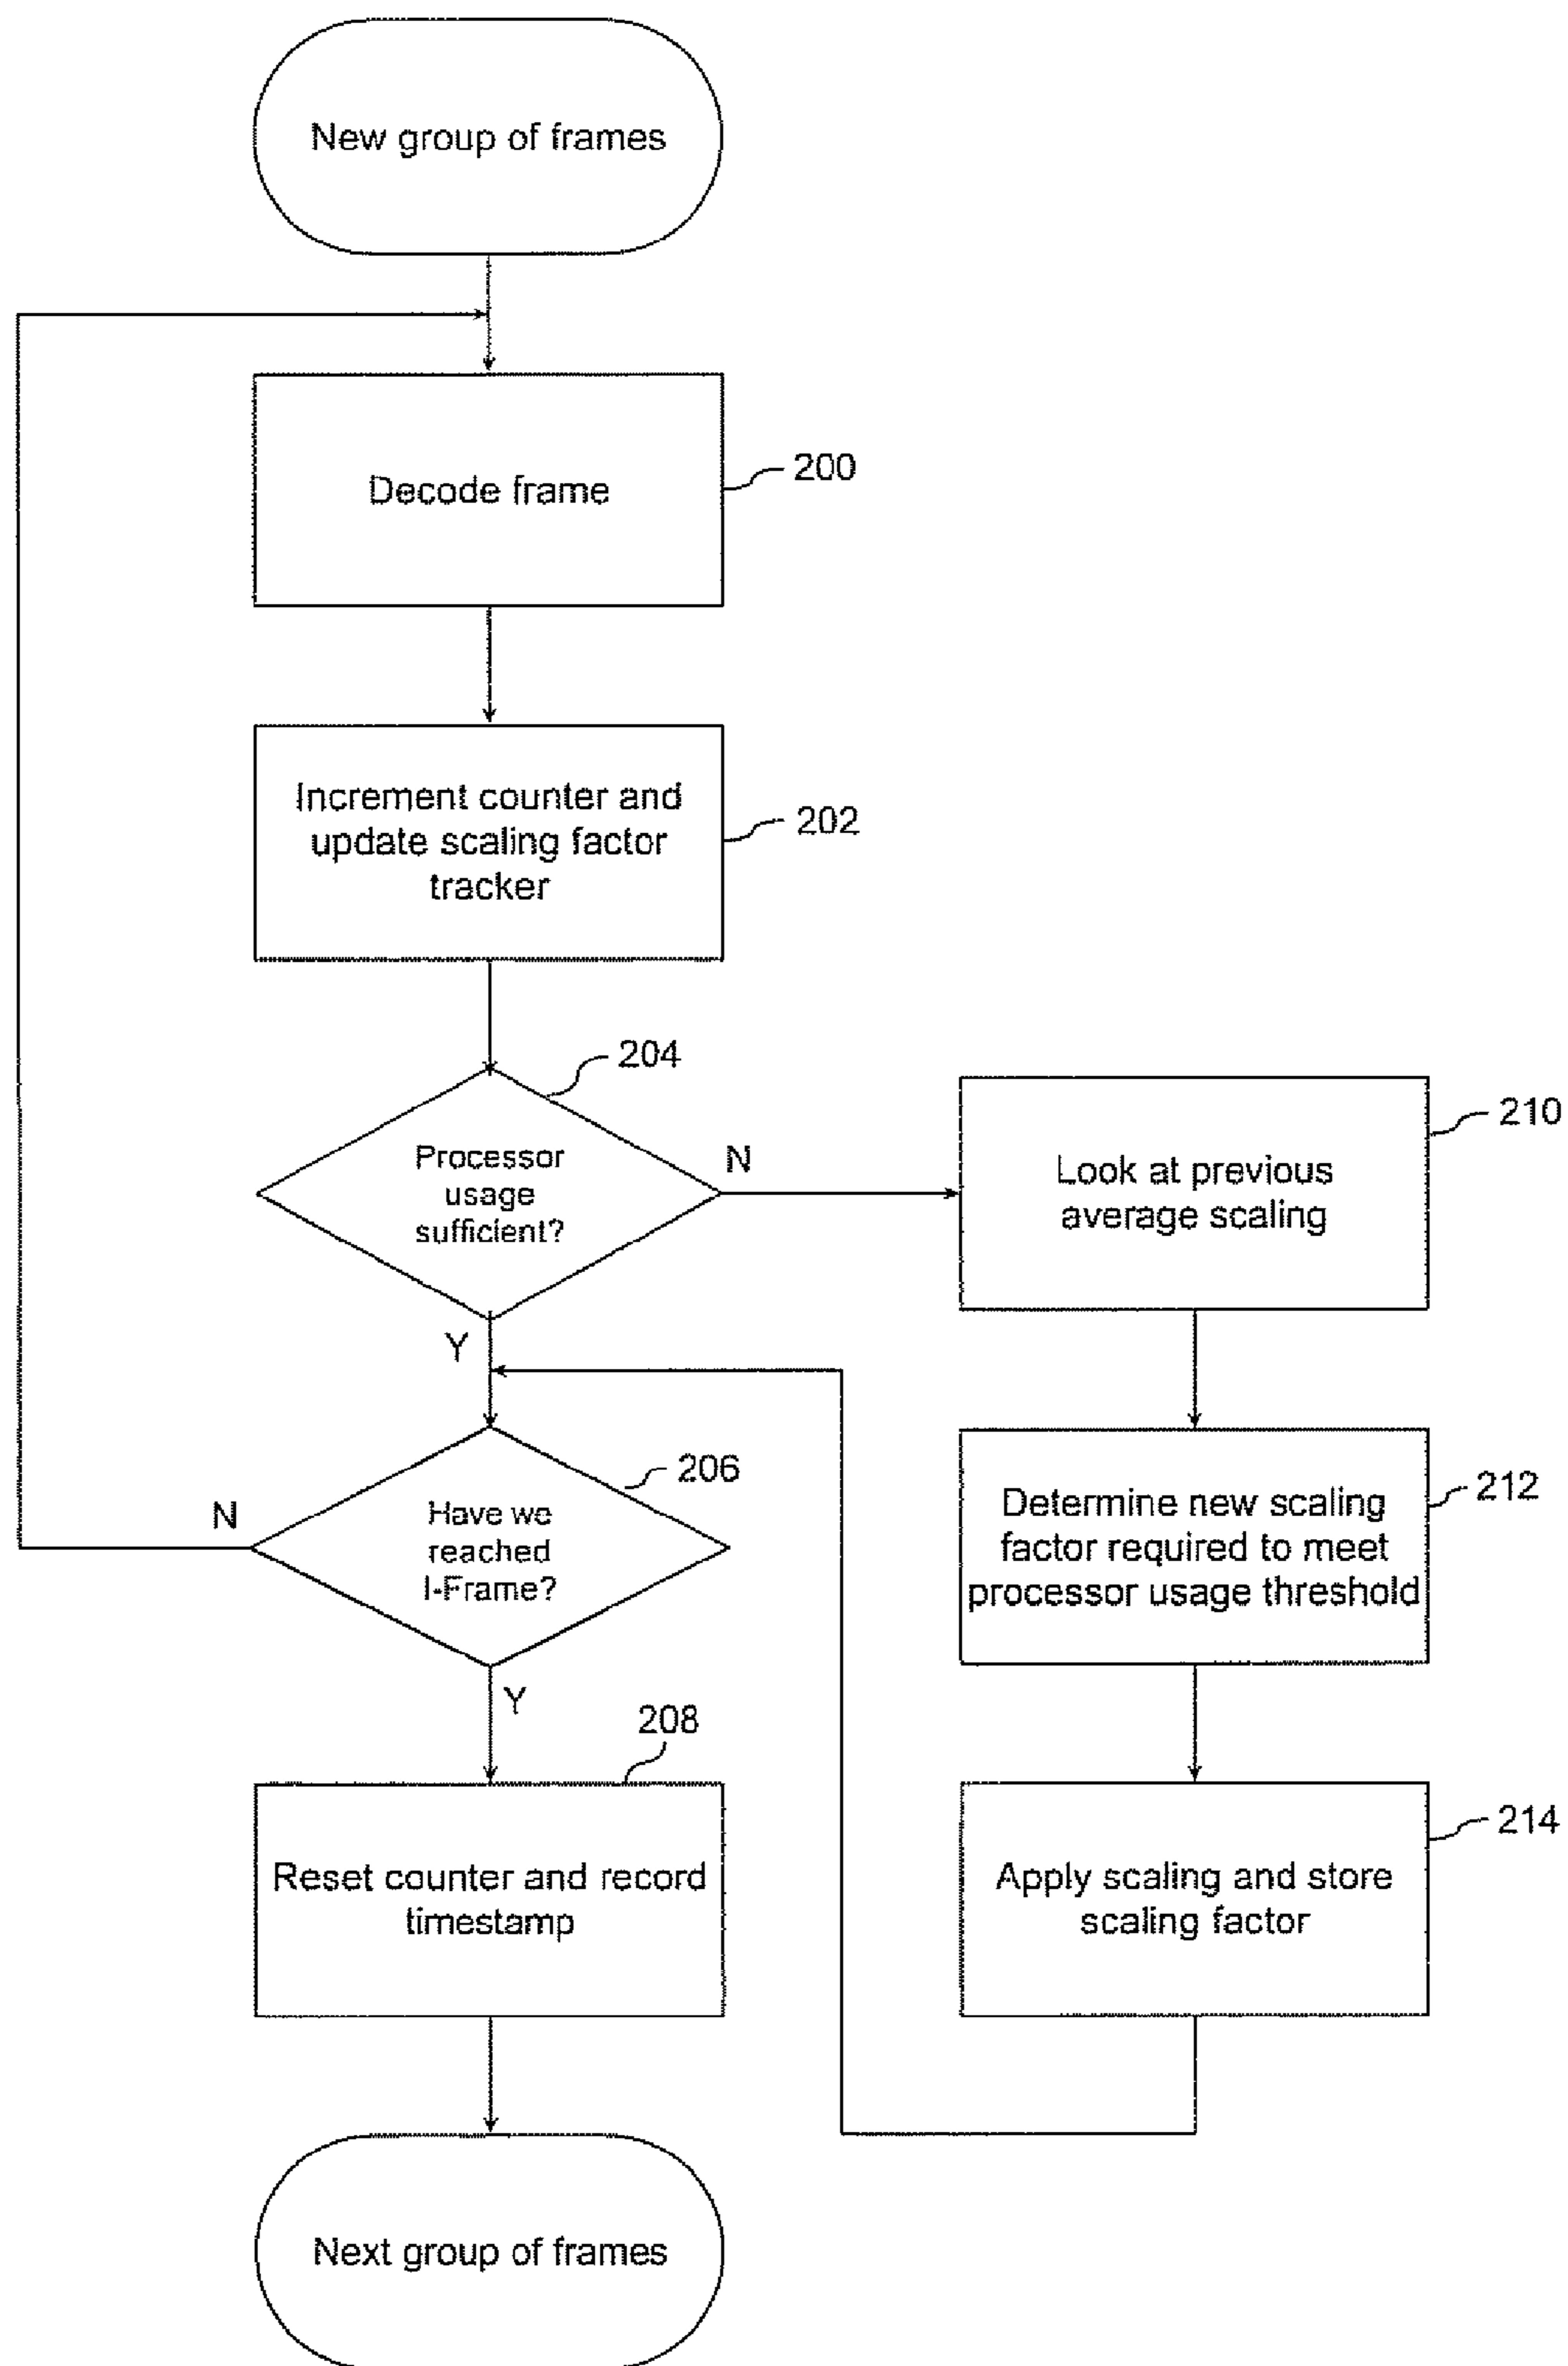 New group of frames
Decode frame
200
Increment counter and
update scaling factor
tracker
202
204
Processor
usage
sufficient?
N
Y
210
Look at previous
average scaling
206
Have we
reached
I-Frame?
N
Y
212
Determine new scaling
factor required to meet
processor usage threshold
208
Reset counter and record
timestamp
214
Apply scaling and store
scaling factor
Next group of frames